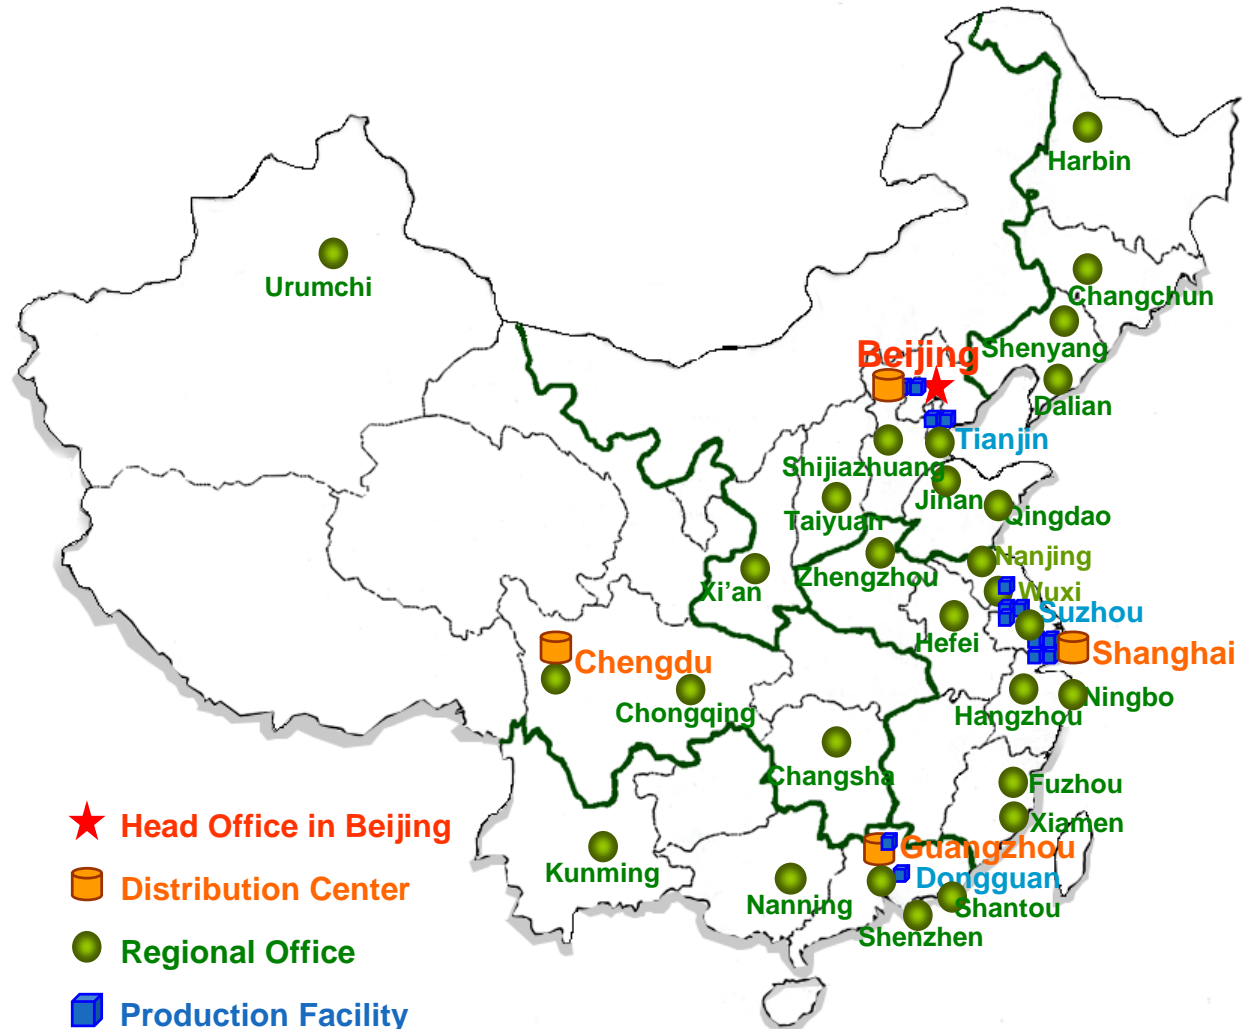 Harbin
Urumchi
Changchun
Shenyang
Beijing
Dalian
Tianjin
Shijiazhuang
Jinan
Taiyuan
Qingdao
Nanjing
Zhengzhou
Xi’an
Wuxi
Suzhou
Hefei
Shanghai
Chengdu
Ningbo
Chongqing
Hangzhou
Changsha
Fuzhou
Xiamen
Guangzhou
Kunming
Dongguan
Nanning
Shantou
Shenzhen
Head Office in Beijing
Distribution Center
Regional Office
Production Facility